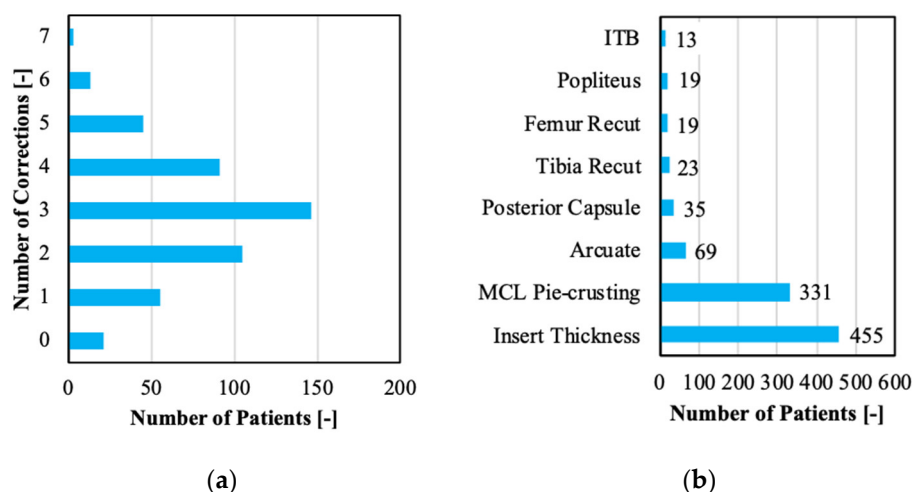 7
6
5
4
3
2
1
0
Number of Corrections [-]
0 50 100 150 200
Number of Patients [-]
(a)
ITB 13
Popliteus 19
Femur Recut 19
Tibia Recut 23
Posterior Capsule 35
Arcuate 69
MCL Pie-crusting 331
Insert Thickness 455
0 100 200 300 400 500 600
Number of Patients [-]
(b)